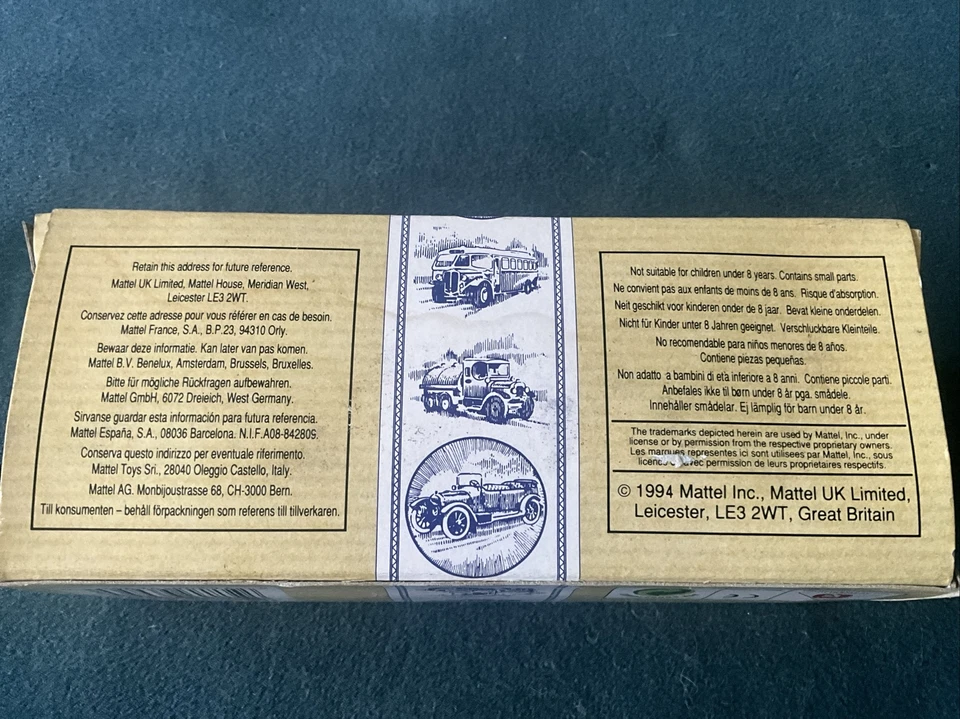 Retain this address for future reference.
Mattel UK Limited, Mattel House, Meridian West,
Leicester LE3 2WT.
Conservez cette adresse pour vous référer en cas de besoin.
Mattel France, S.A., B.P.23, 94310 Orly.
Bewaar deze informatie. Kan later van pas komen.
Mattel B.V. Benelux, Amsterdam, Brussels, Bruxelles.
Bitte für mögliche Rückfragen aufbewahren.
Mattel GmbH, 6072 Dreieich, West Germany.
Sirvanse guardar esta información para futura referencia.
Mattel España, S.A., 08036 Barcelona. N.I.F.A08-842809.
Conserva questo indirizzo per eventuale riferimento.
Mattel Toys Sri., 28040 Oleggio Castello, Italy.
Mattel AG. Monbijoustrasse 68, CH-3000 Bern.
Till konsumenten – behåll förpackningen som referens till tillverkaren.
Not suitable for children under 8 years. Contains small parts.
Ne convient pas aux enfants de moins de 8 ans. Risque d'absorption.
Neit geschikt voor kinderen onder de 8 jaar. Bevat kleine onderdelen.
Nicht für Kinder unter 8 Jahren geeignet. Verschluckbare Kleinteile.
No recomendable para niños menores de 8 años.
Contiene piezas pequeñas.
Non adatto a bambini di età inferiore a 8 anni. Contiene piccole parti.
Anbefales ikke til børn under 8 år pga. smådele.
Innehåller smådelar. Ej lämplig för barn under 8 år.
The trademarks depicted herein are used by Mattel, Inc., under
license or by permission from the respective proprietary owners.
Les marques representes ici sont utilisees par Mattel, Inc., sous
avec permission de leurs proprietaires respectifs.
© 1994 Mattel Inc., Mattel UK Limited,
Leicester, LE3 2WT, Great Britain